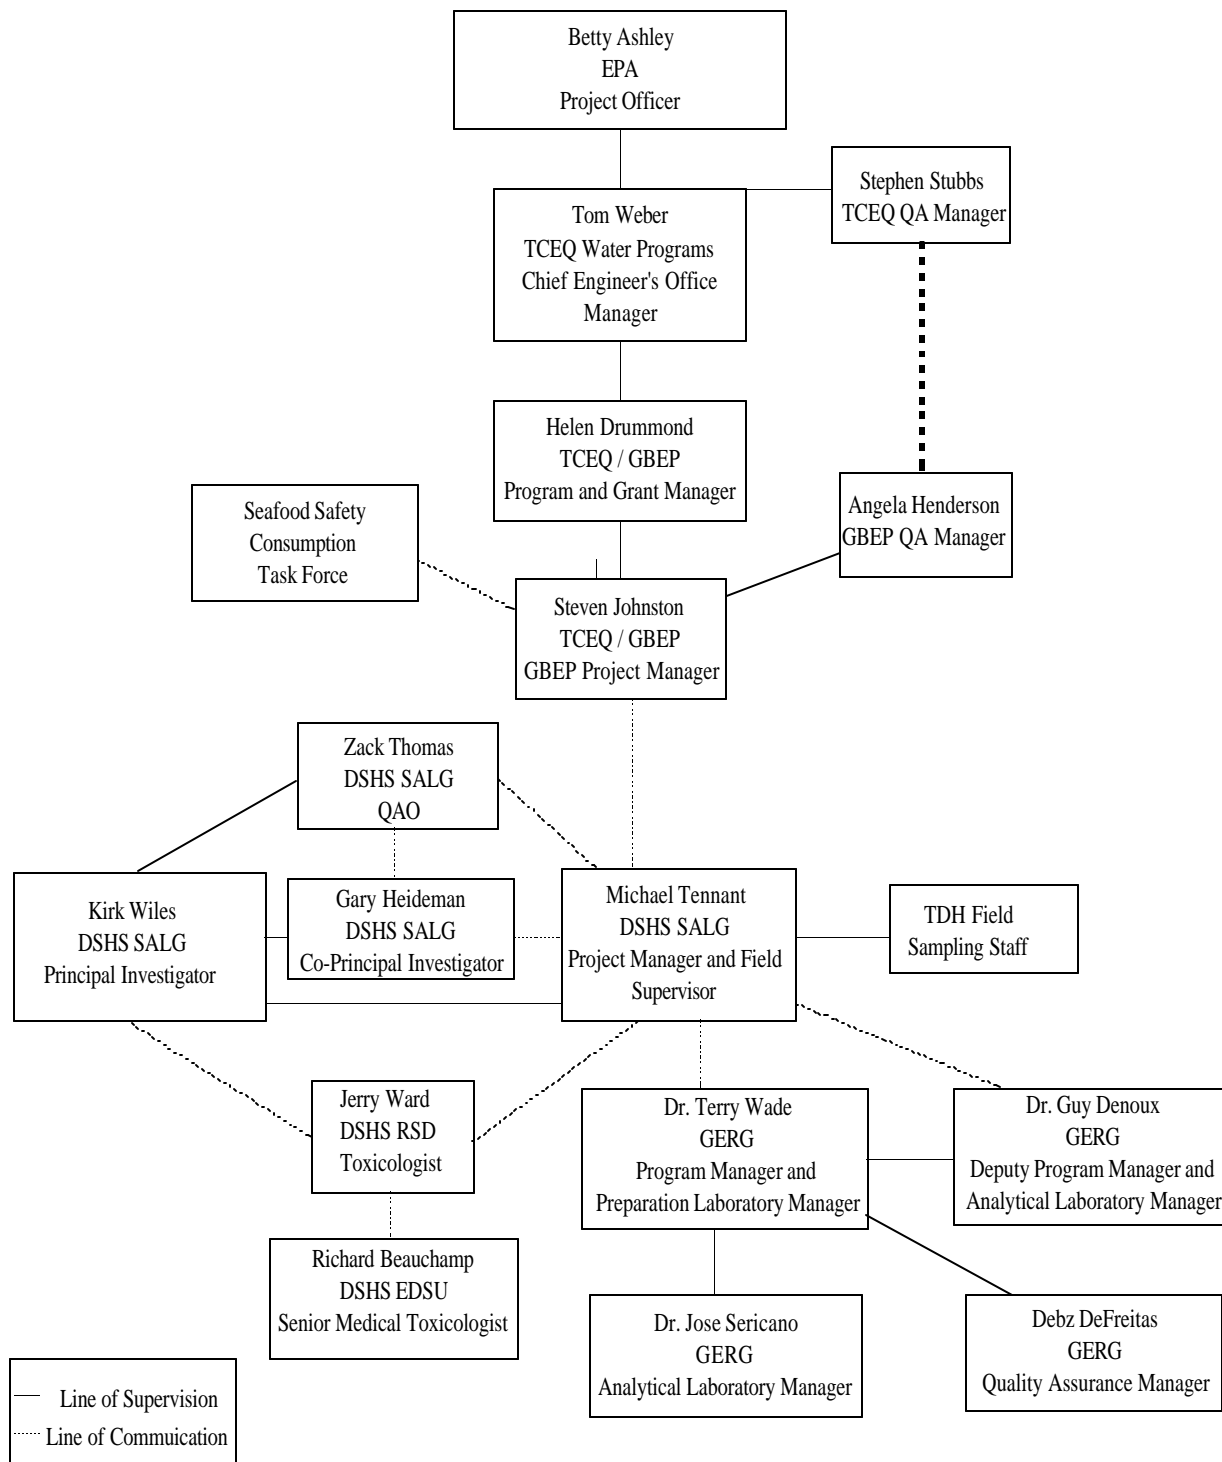 Betty Ashley
EPA
Project Officer
Stephen Stubbs
TCEQ QA Manager
Tom Weber
TCEQ Water Programs
Chief Engineer's Office
Manager
Helen Drummond
TCEQ / GBEP
Program and Grant Manager
Seafood Safety
Consumption
Task Force
Angela Henderson
GBEP QA Manager
Steven Johnston
TCEQ / GBEP
GBEP Project Manager
Zack Thomas
DSHS SALG
QAO
Kirk Wiles
DSHS SALG
Principal Investigator
Gary Heideman
DSHS SALG
Co-Principal Investigator
Michael Tennant
DSHS SALG
Project Manager and Field
Supervisor
TDH Field
Sampling Staff
Jerry Ward
DSHS RSD
Toxicologist
Dr. Terry Wade
GERG
Program Manager and
Preparation Laboratory Manager
Dr. Guy Denoux
GERG
Deputy Program Manager and
Analytical Laboratory Manager
Richard Beauchamp
DSHS EDSU
Senior Medical Toxicologist
Dr. Jose Sericano
GERG
Analytical Laboratory Manager
Debz DeFreitas
GERG
Quality Assurance Manager
Line of Supervision
Line of Commuication